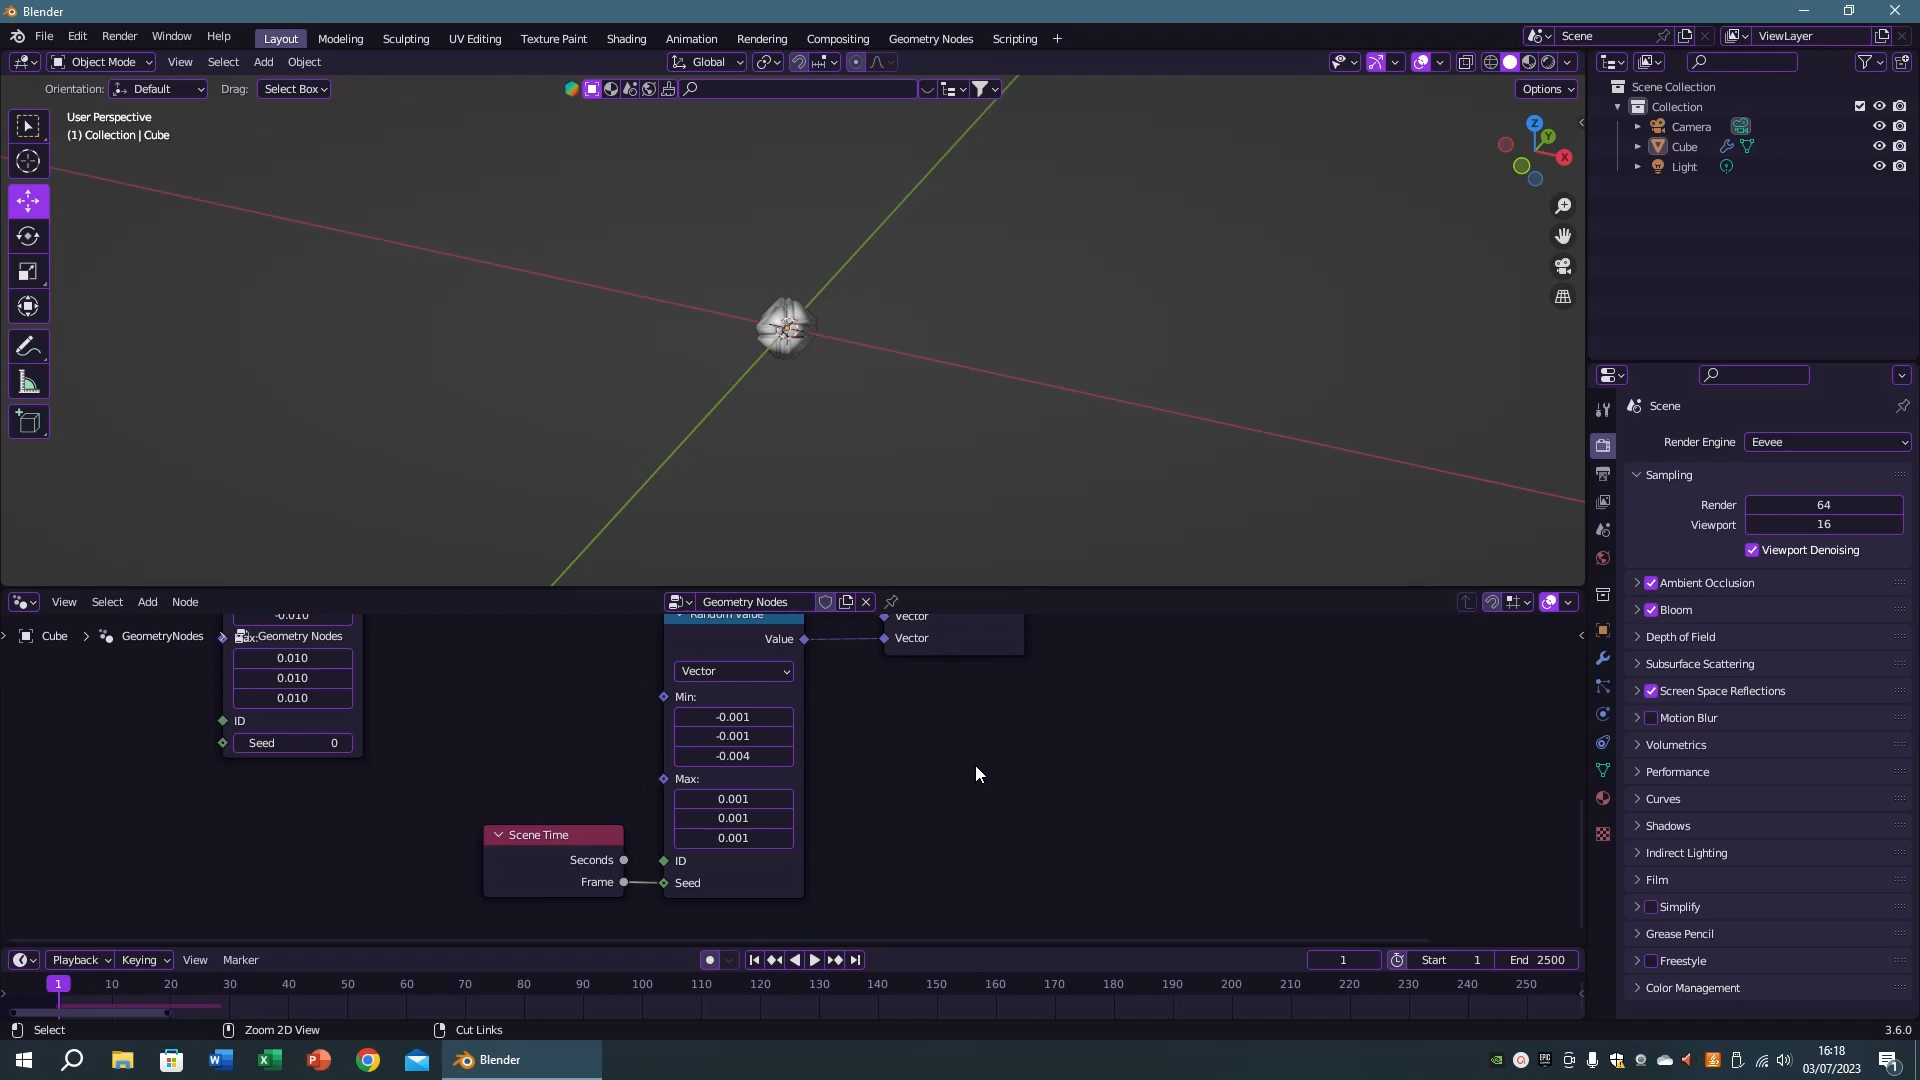 Blender
File Edit Render Window Help Layout Modeling Sculpting UV Editing Texture Paint Shading Animation Rendering Compositing Geometry Nodes Scripting Scene ViewLayer
Object Mode View Select Add Object Global
Orientation: Default Drag: Select Box Options
User Perspective
(1) Collection | Cube
Z
Y
X
Scene Collection
Collection
Camera
Cube
Light
Scene
Render Engine Eevee
Sampling
Render 64
Viewport 16
Viewport Denoising
Ambient Occlusion
Bloom
Depth of Field
Subsurface Scattering
Screen Space Reflections
Motion Blur
Volumetrics
Performance
Curves
Shadows
Indirect Lighting
Film
Simplify
Grease Pencil
Freestyle
Color Management
View Select Add Node Geometry Nodes
Cube GeometryNodes Geometry Nodes
-0.010
0.010
0.010
0.010
ID
Seed 0
Random Value
Value
Vector
Min:
-0.001
-0.001
-0.004
Max:
0.001
0.001
0.001
ID
Seed
Vector
Vector
Scene Time
Seconds
Frame
Playback Keying View Marker 1 Start 1 End 2500
1 10 20 30 40 50 60 70 80 90 100 110 120 130 140 150 160 170 180 190 200 210 220 230 240 250
Select Zoom 2D View Cut Links 3.6.0
Blender
16:18
03/07/2023